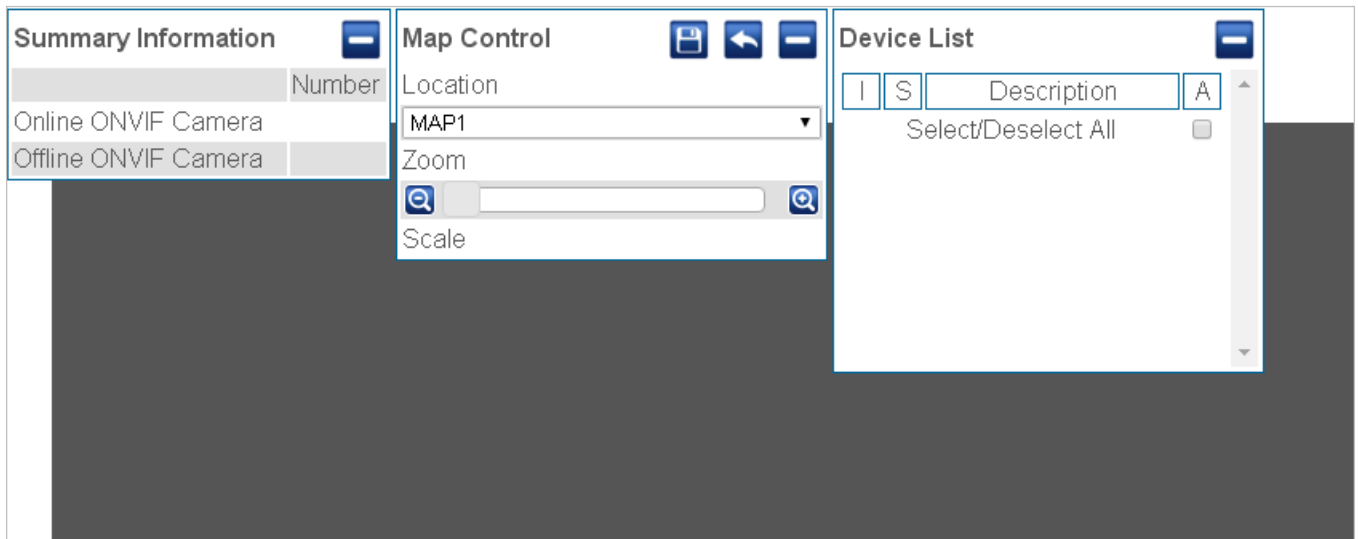 Summary Information
Number
Online ONVIF Camera
Offline ONVIF Camera
Map Control
Location
MAP1
Zoom
Scale
Device List
I S Description A
Select/Deselect All